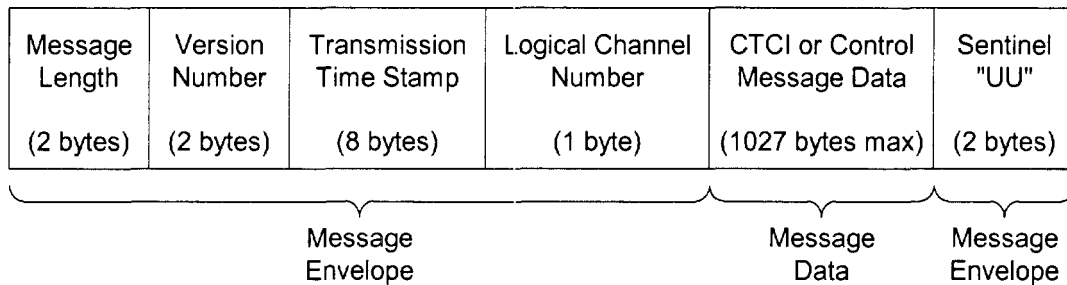 Message Length (2 bytes)
Version Number (2 bytes)
Transmission Time Stamp (8 bytes)
Logical Channel Number (1 byte)
CTCI or Control Message Data (1027 bytes max)
Sentinel "UU" (2 bytes)
Message Envelope
Message Data
Message Envelope